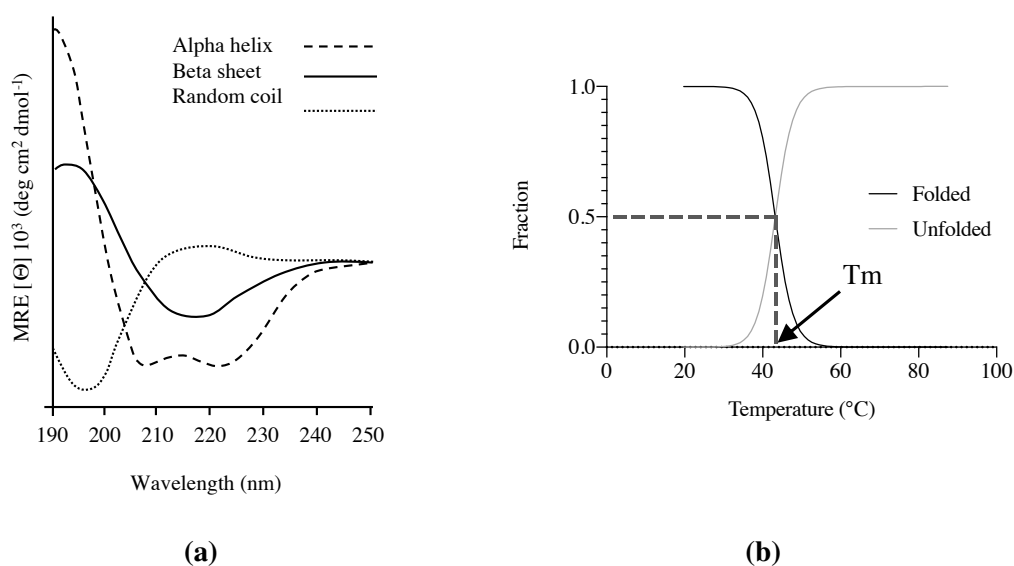 Alpha helix
Beta sheet
Random coil
MRE [Θ] 10³ (deg cm² dmol⁻¹)
190 200 210 220 230 240 250
Wavelength (nm)
(a)
1.0
0.5
0.0
Fraction
Folded
Unfolded
Tm
0 20 40 60 80 100
Temperature (°C)
(b)